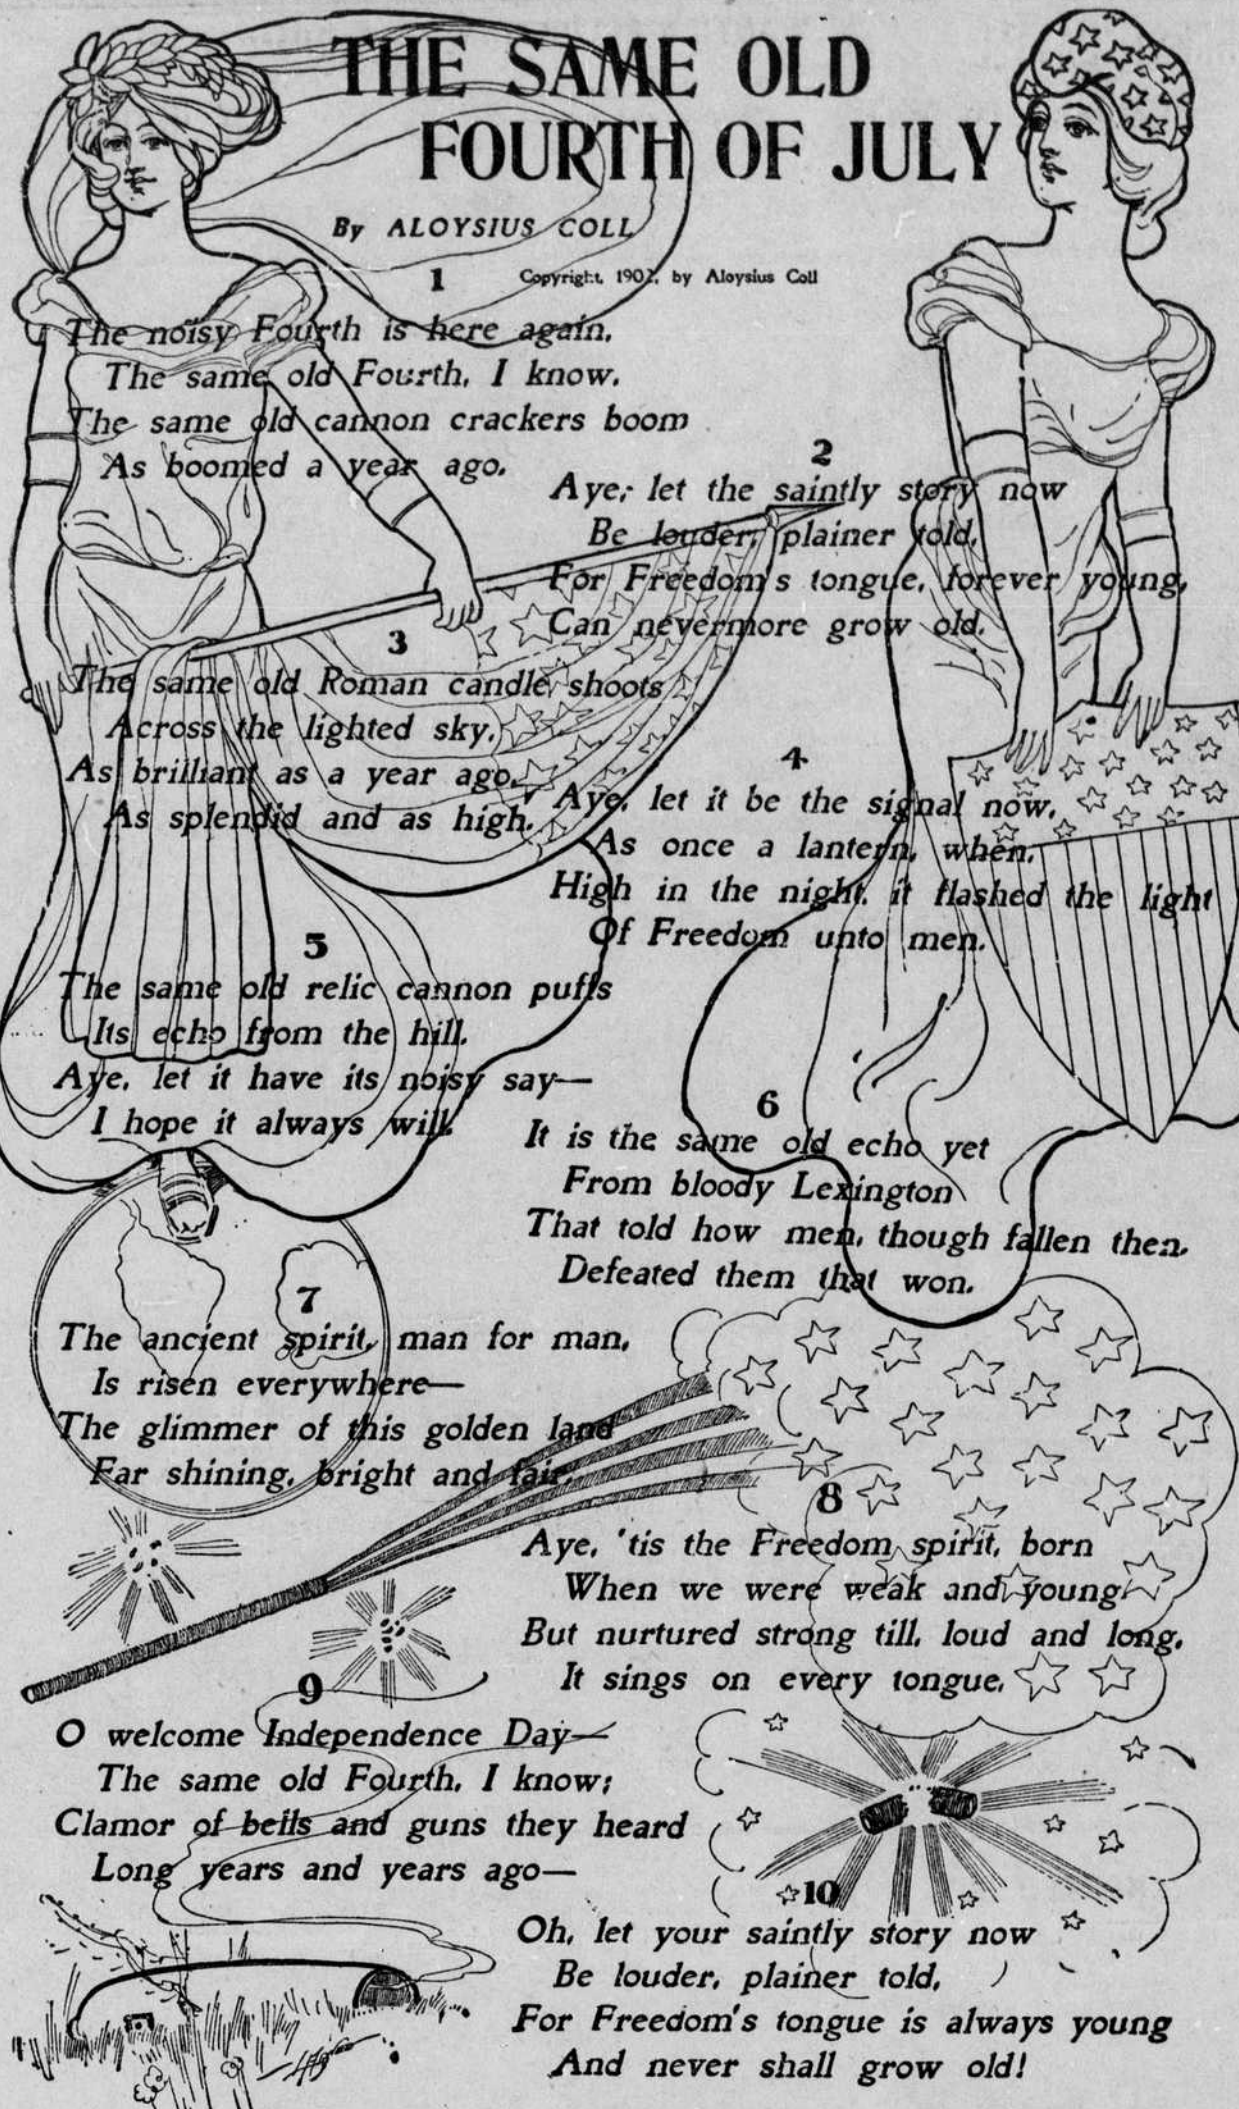 THE SAME OLD
FOURTH OF JULY
By ALOYSIUS COLL
Copyright, 1902, by Aloysius Coll
1
The noisy Fourth is here again,
The same old Fourth, I know,
The same old cannon crackers boom
As boomed a year ago.
2
Aye, let the saintly story now
Be louder, plainer told,
For Freedom's tongue, forever young,
Can nevermore grow old.
3
The same old Roman candle shoots
Across the lighted sky,
As brilliant as a year ago,
As splendid and as high.
4
Aye, let it be the signal now,
As once a lantern, when,
High in the night, it flashed the light
Of Freedom unto men.
5
The same old relic cannon puffs
Its echo from the hill.
Aye, let it have its noisy say—
I hope it always will.
6
It is the same old echo yet
From bloody Lexington
That told how men, though fallen then,
Defeated them that won.
7
The ancient spirit, man for man,
Is risen everywhere—
The glimmer of this golden land
Far shining, bright and fair.
8
Aye, 'tis the Freedom spirit, born
When we were weak and young
But nurtured strong till, loud and long,
It sings on every tongue.
9
O welcome Independence Day—
The same old Fourth, I know;
Clamor of bells and guns they heard
Long years and years ago—
10
Oh, let your saintly story now
Be louder, plainer told,
For Freedom's tongue is always young
And never shall grow old!